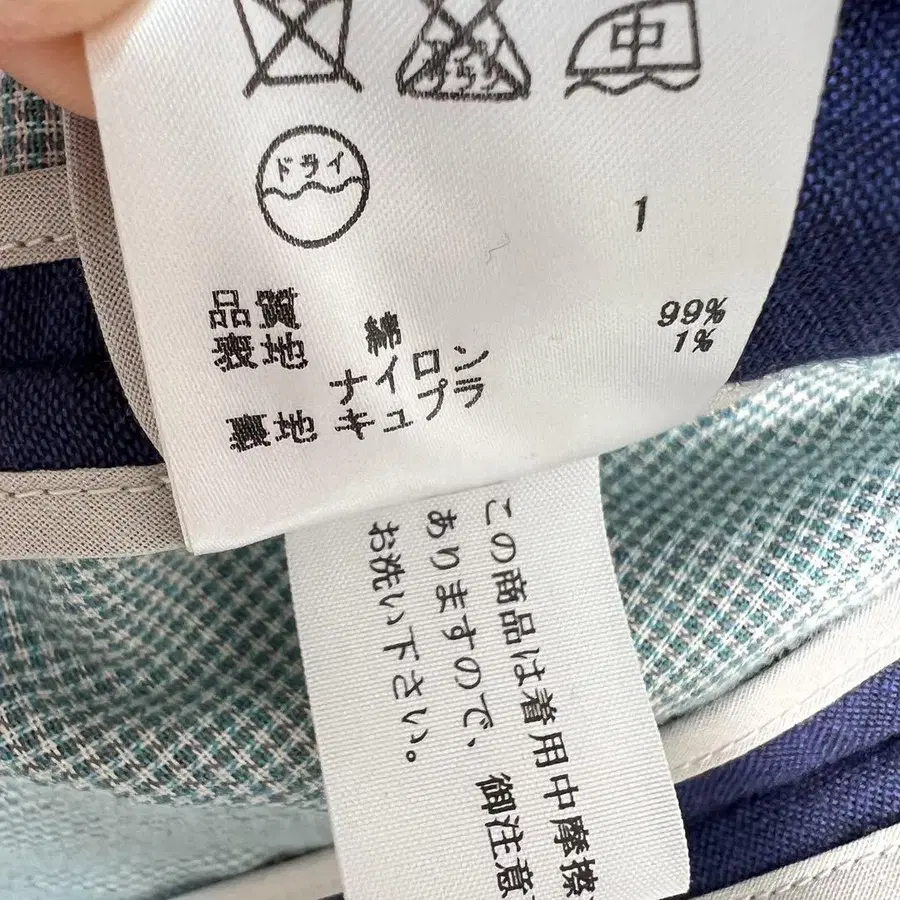 中
ドライ
1
品質
表地 99%
ナイロン 1%
裏地 キュプラ
この商品は着用中摩擦
ありますので、 御注意
お洗い下さい。